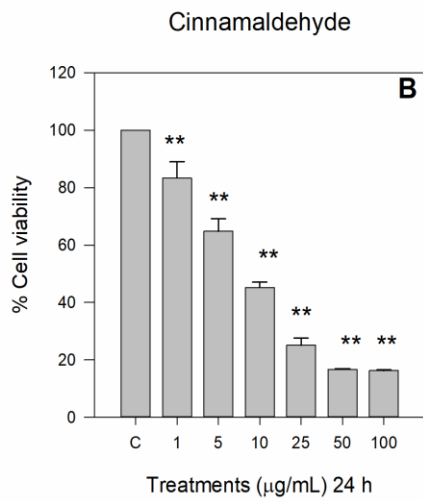 Cinnamaldehyde
B
120
100
80
60
40
20
0
% Cell viability
** ** ** ** ** **
C 1 5 10 25 50 100
Treatments (μg/mL) 24 h